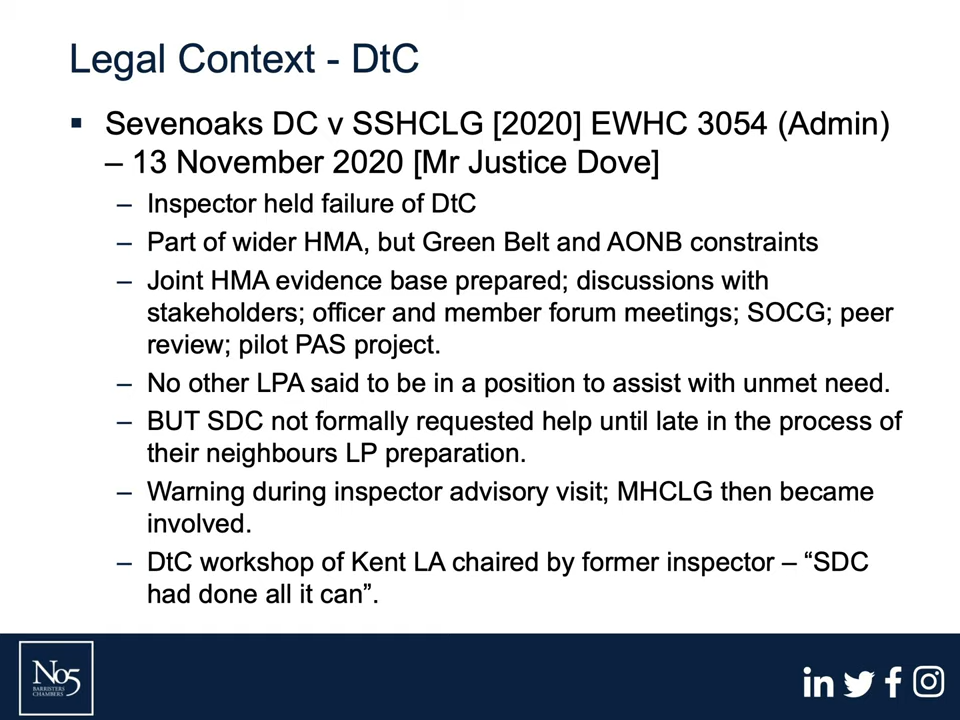 Legal Context - DtC
▪ Sevenoaks DC v SSHCLG [2020] EWHC 3054 (Admin)
– 13 November 2020 [Mr Justice Dove]
– Inspector held failure of DtC
– Part of wider HMA, but Green Belt and AONB constraints
– Joint HMA evidence base prepared; discussions with
stakeholders; officer and member forum meetings; SOCG; peer
review; pilot PAS project.
– No other LPA said to be in a position to assist with unmet need.
– BUT SDC not formally requested help until late in the process of
their neighbours LP preparation.
– Warning during inspector advisory visit; MHCLG then became
involved.
– DtC workshop of Kent LA chaired by former inspector – “SDC
had done all it can”.
No5
BARRISTERS
CHAMBERS
in
f